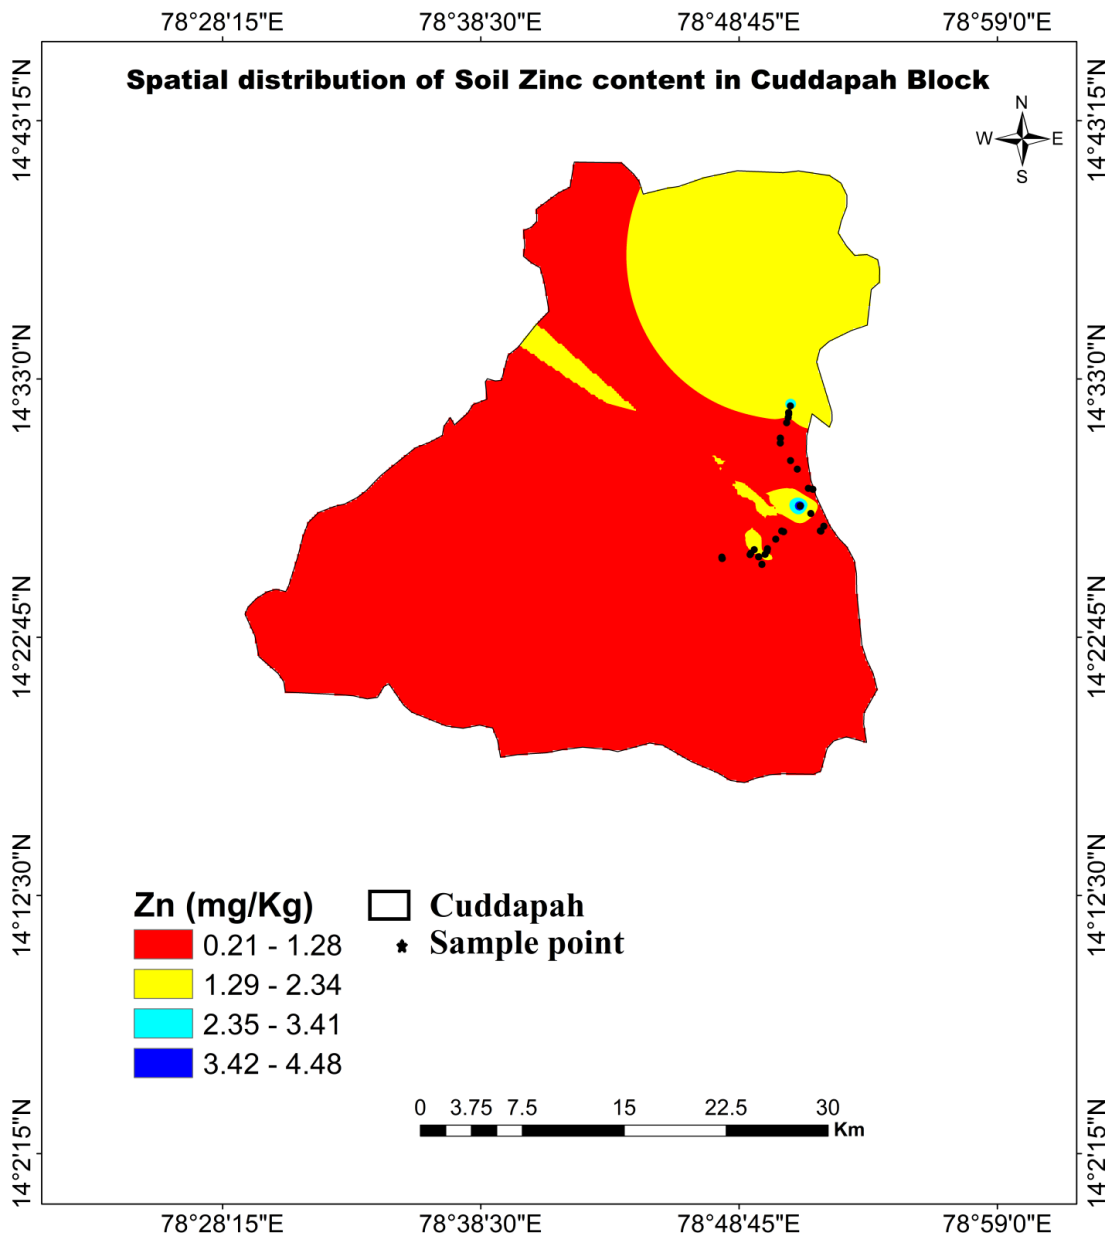 78°28'15"E 78°38'30"E 78°48'45"E 78°59'0"E
Spatial distribution of Soil Zinc content in Cuddapah Block
N
W E
S
14°43'15"N 14°43'15"N
14°33'0"N 14°33'0"N
14°22'45"N 14°22'45"N
14°12'30"N 14°12'30"N
14°2'15"N 14°2'15"N
Zn (mg/Kg)
0.21 - 1.28
1.29 - 2.34
2.35 - 3.41
3.42 - 4.48
Cuddapah
Sample point
0 3.75 7.5 15 22.5 30
Km
78°28'15"E 78°38'30"E 78°48'45"E 78°59'0"E